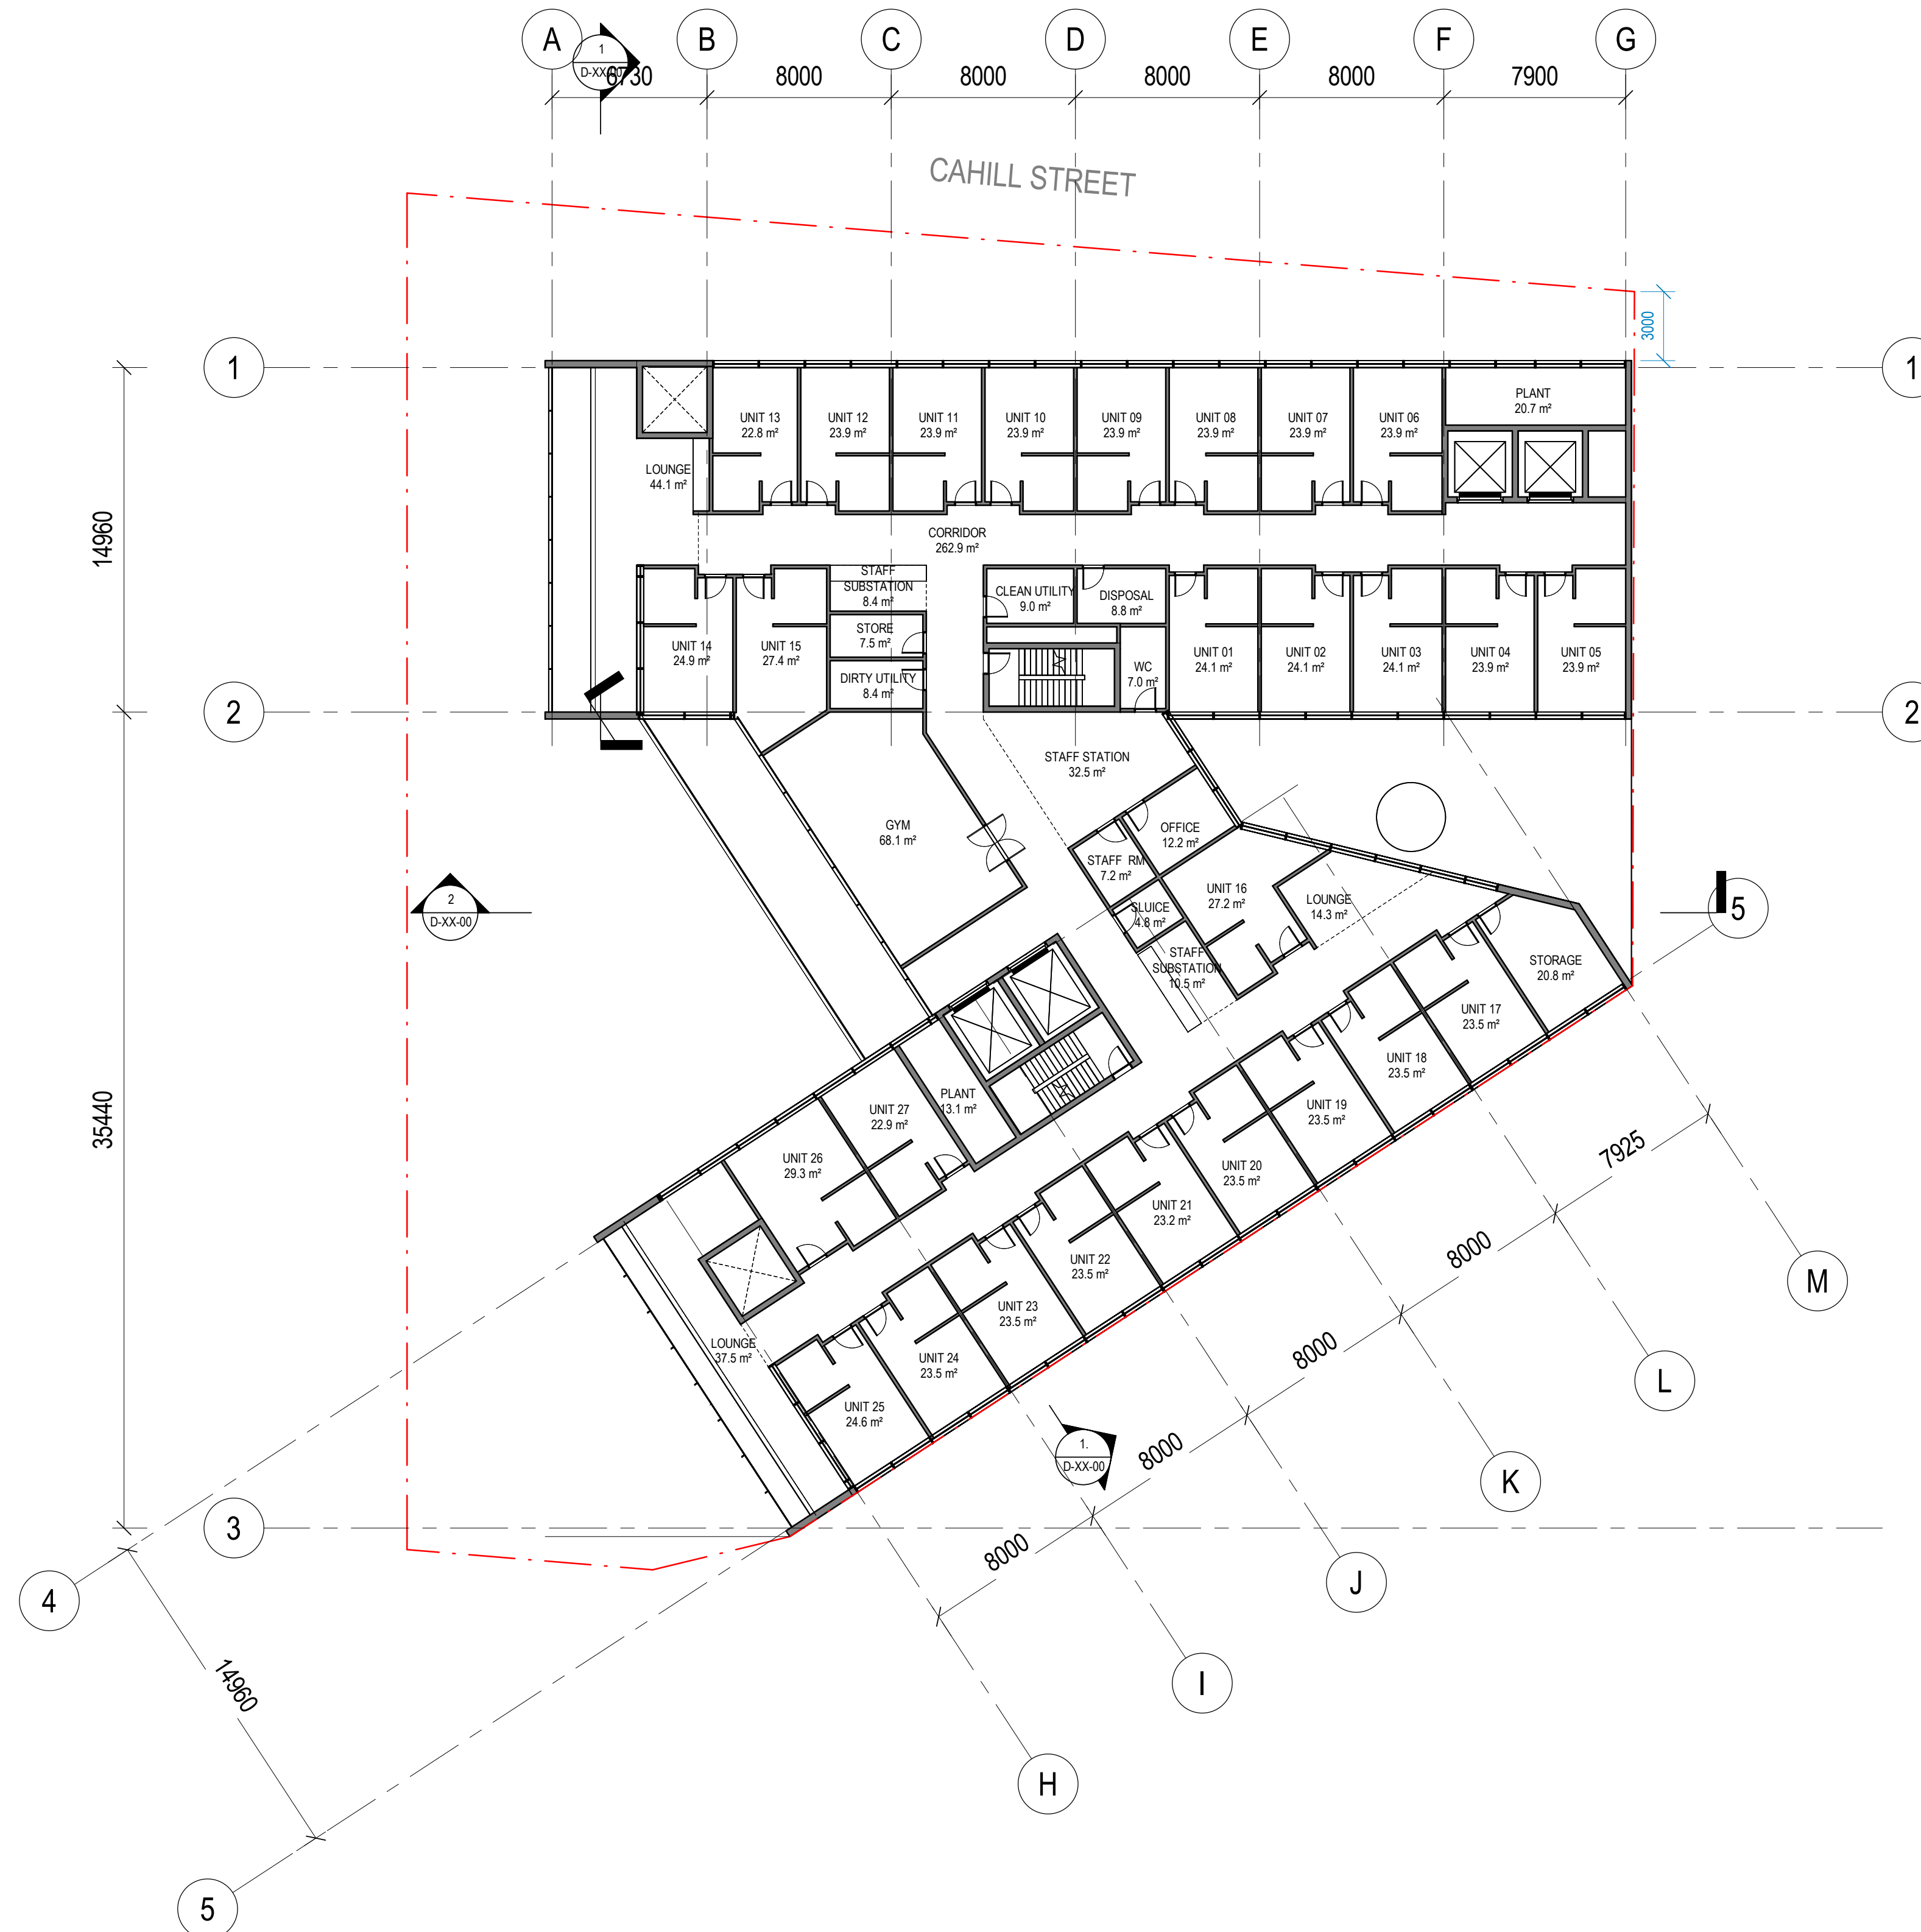 A
B
C
D
E
F
G
1
D-XX-00
6730
8000
8000
8000
8000
7900
CAHILL STREET
3000
1
1
PLANT
20.7 m²
UNIT 13
22.8 m²
UNIT 12
23.9 m²
UNIT 11
23.9 m²
UNIT 10
23.9 m²
UNIT 09
23.9 m²
UNIT 08
23.9 m²
UNIT 07
23.9 m²
UNIT 06
23.9 m²
LOUNGE
44.1 m²
CORRIDOR
262.9 m²
14960
STAFF
SUBSTATION
8.4 m²
CLEAN UTILITY
9.0 m²
DISPOSAL
8.8 m²
STORE
7.5 m²
UNIT 14
24.9 m²
UNIT 15
27.4 m²
DIRTY UTILITY
8.4 m²
WC
7.0 m²
UNIT 01
24.1 m²
UNIT 02
24.1 m²
UNIT 03
24.1 m²
UNIT 04
23.9 m²
UNIT 05
23.9 m²
2
2
STAFF STATION
32.5 m²
GYM
68.1 m²
OFFICE
12.2 m²
STAFF RM
7.2 m²
UNIT 16
27.2 m²
LOUNGE
14.3 m²
SLUICE
4.8 m²
2
D-XX-00
5
STAFF
SUBSTATION
10.5 m²
STORAGE
20.8 m²
UNIT 17
23.5 m²
UNIT 18
23.5 m²
UNIT 19
23.5 m²
UNIT 20
23.5 m²
UNIT 21
23.2 m²
UNIT 22
23.5 m²
UNIT 23
23.5 m²
UNIT 24
23.5 m²
UNIT 25
24.6 m²
PLANT
13.1 m²
UNIT 27
22.9 m²
UNIT 26
29.3 m²
LOUNGE
37.5 m²
35440
7925
8000
8000
8000
8000
M
L
K
J
I
H
1.
D-XX-00
3
4
14960
5